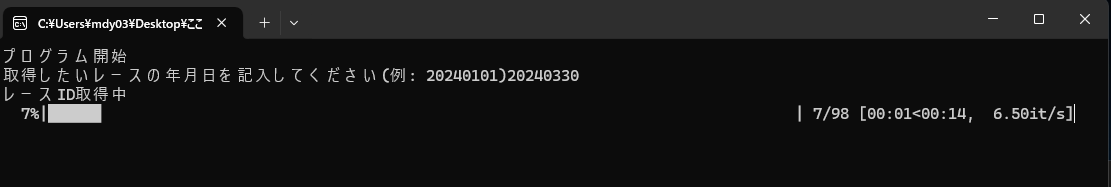 C:¥Users¥mdy03¥Desktop¥ここ
プログラム開始
取得したいレースの年月日を記入してください(例: 20240101)20240330
レースID取得中
7%|██████ | 7/98 [00:01<00:14, 6.50it/s]